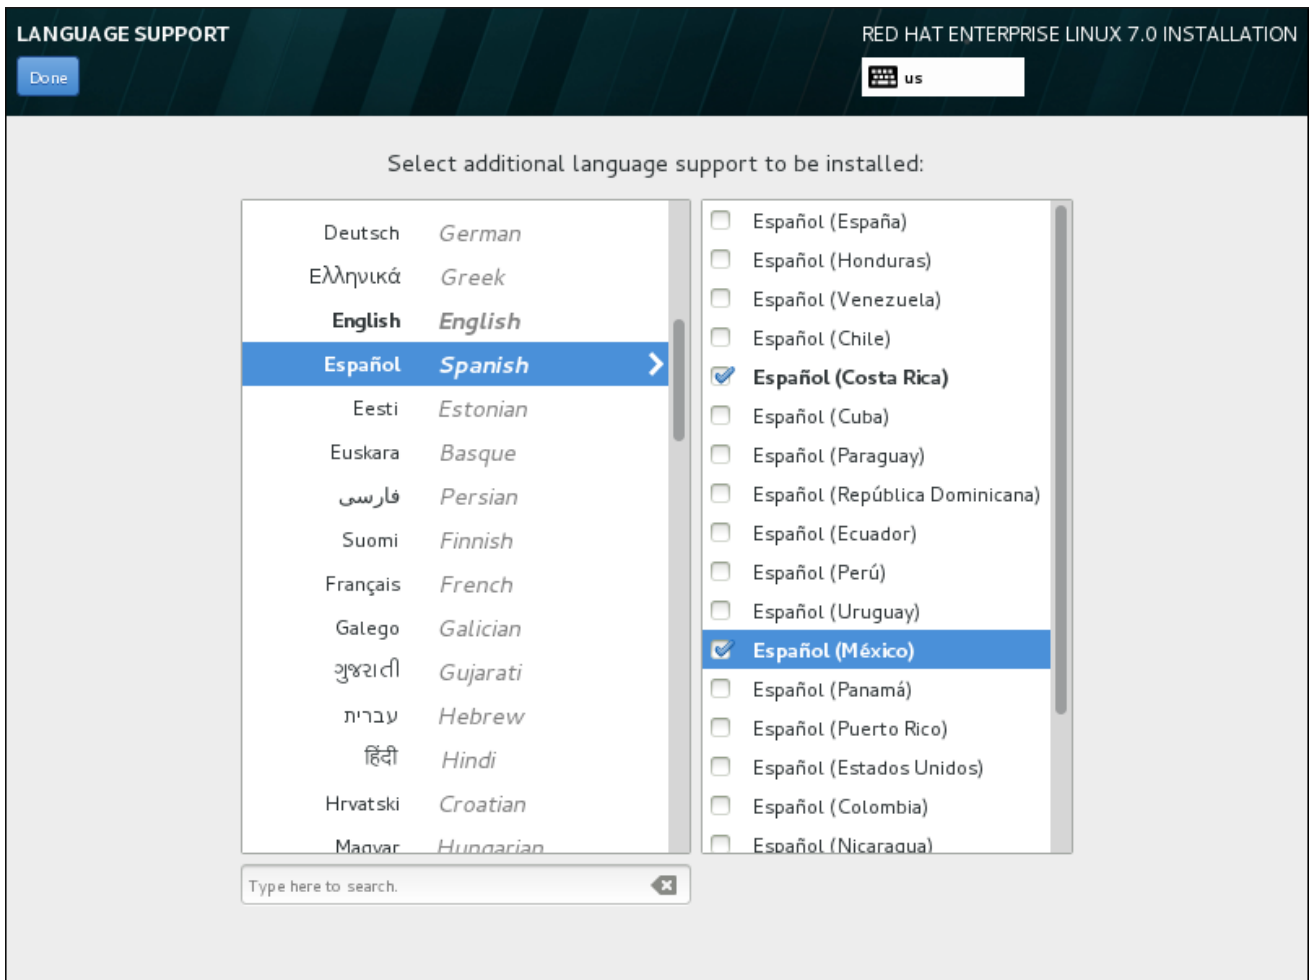 LANGUAGE SUPPORT
RED HAT ENTERPRISE LINUX 7.0 INSTALLATION
Done
us
Select additional language support to be installed:
Deutsch German
Ελληνικά Greek
English English
Español Spanish
Eesti Estonian
Euskara Basque
فارسی Persian
Suomi Finnish
Français French
Galego Galician
ગુજરાતી Gujarati
עברית Hebrew
हिंदी Hindi
Hrvatski Croatian
Magyar Hungarian
Español (España)
Español (Honduras)
Español (Venezuela)
Español (Chile)
Español (Costa Rica)
Español (Cuba)
Español (Paraguay)
Español (República Dominicana)
Español (Ecuador)
Español (Perú)
Español (Uruguay)
Español (México)
Español (Panamá)
Español (Puerto Rico)
Español (Estados Unidos)
Español (Colombia)
Español (Nicaragua)
Type here to search.